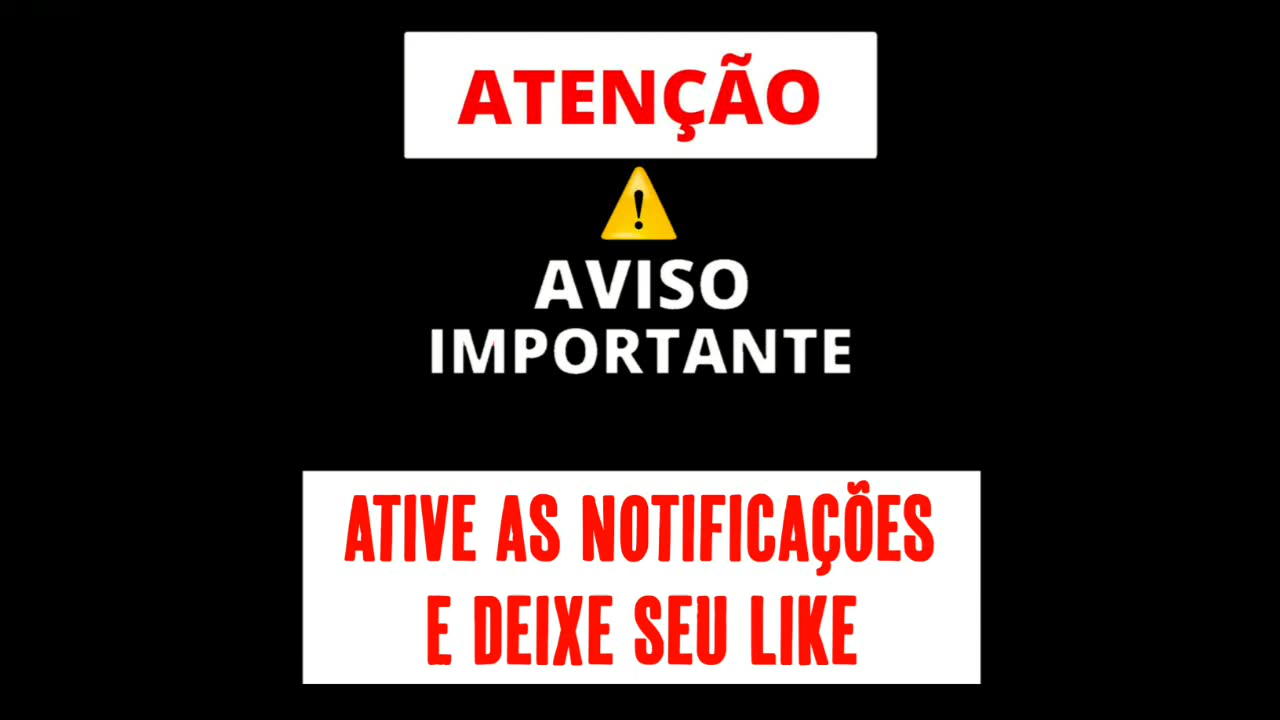 ATENÇÃO
AVISO
IMPORTANTE
ATIVE AS NOTIFICAÇÕES
E DEIXE SEU LIKE